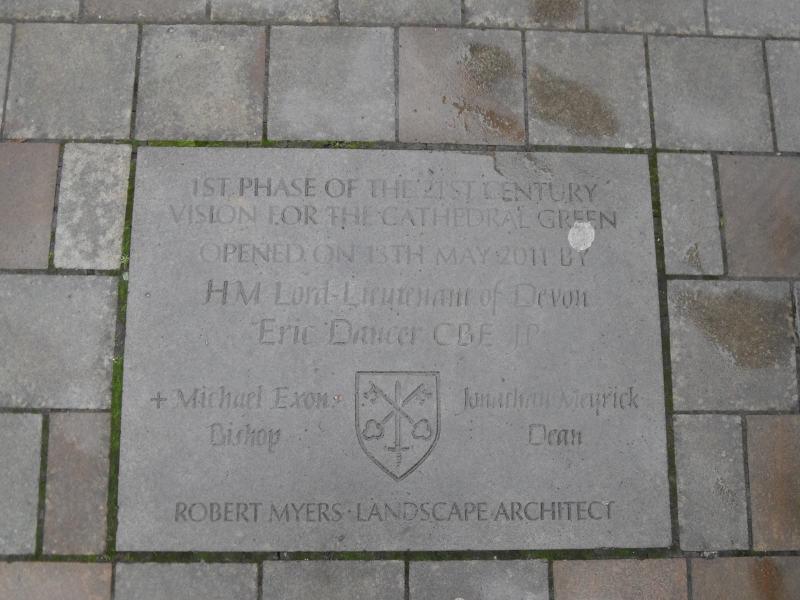 1ST PHASE OF THE 21ST CENTURY
VISION FOR THE CATHEDRAL GREEN
OPENED ON 13TH MAY 2011 BY
HM Lord-Lieutenant of Devon
Eric Dancer CBE JP
+ Michael Exon: Jonathan Meyrick
Bishop Dean
ROBERT MYERS · LANDSCAPE ARCHITECT